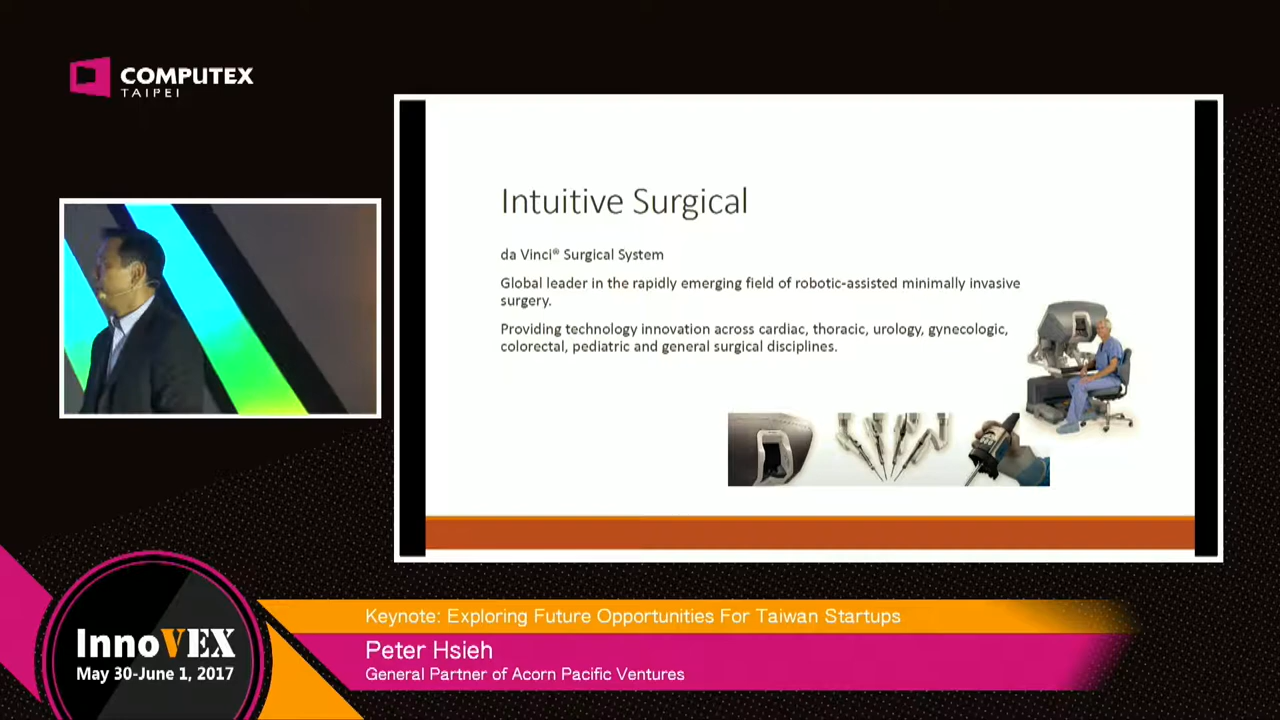 COMPUTEX
TAIPEI
Intuitive Surgical
da Vinci® Surgical System
Global leader in the rapidly emerging field of robotic-assisted minimally invasive
surgery.
Providing technology innovation across cardiac, thoracic, urology, gynecologic,
colorectal, pediatric and general surgical disciplines.
InnoVEX
May 30-June 1, 2017
Keynote: Exploring Future Opportunities For Taiwan Startups
Peter Hsieh
General Partner of Acorn Pacific Ventures